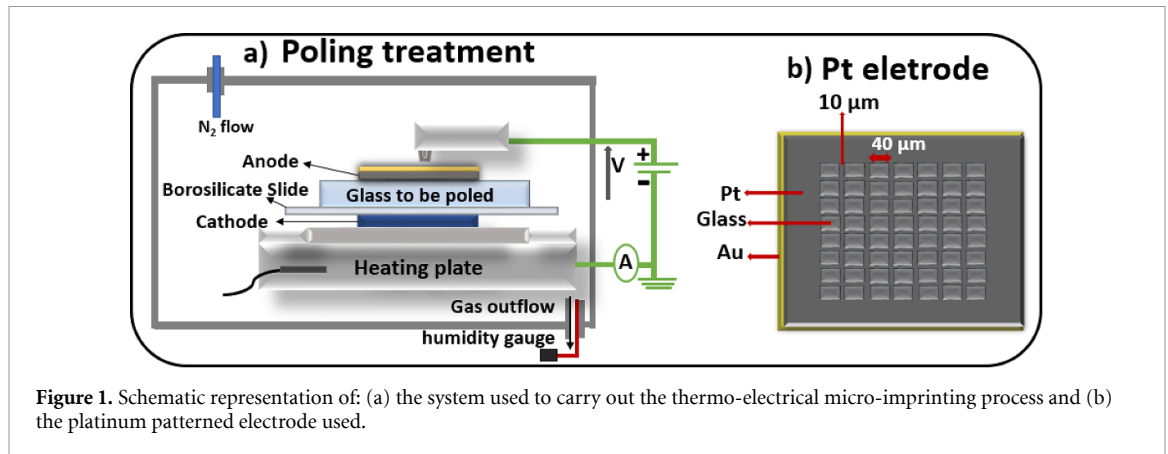 a) Poling treatment
N2 flow
Anode
Borosilicate Slide
Glass to be poled
Cathode
Heating plate
Gas outflow
humidity gauge
+
V
-
A
b) Pt eletrode
10 μm
40 μm
Pt
Glass
Au
Figure 1. Schematic representation of: (a) the system used to carry out the thermo-electrical micro-imprinting process and (b)
the platinum patterned electrode used.